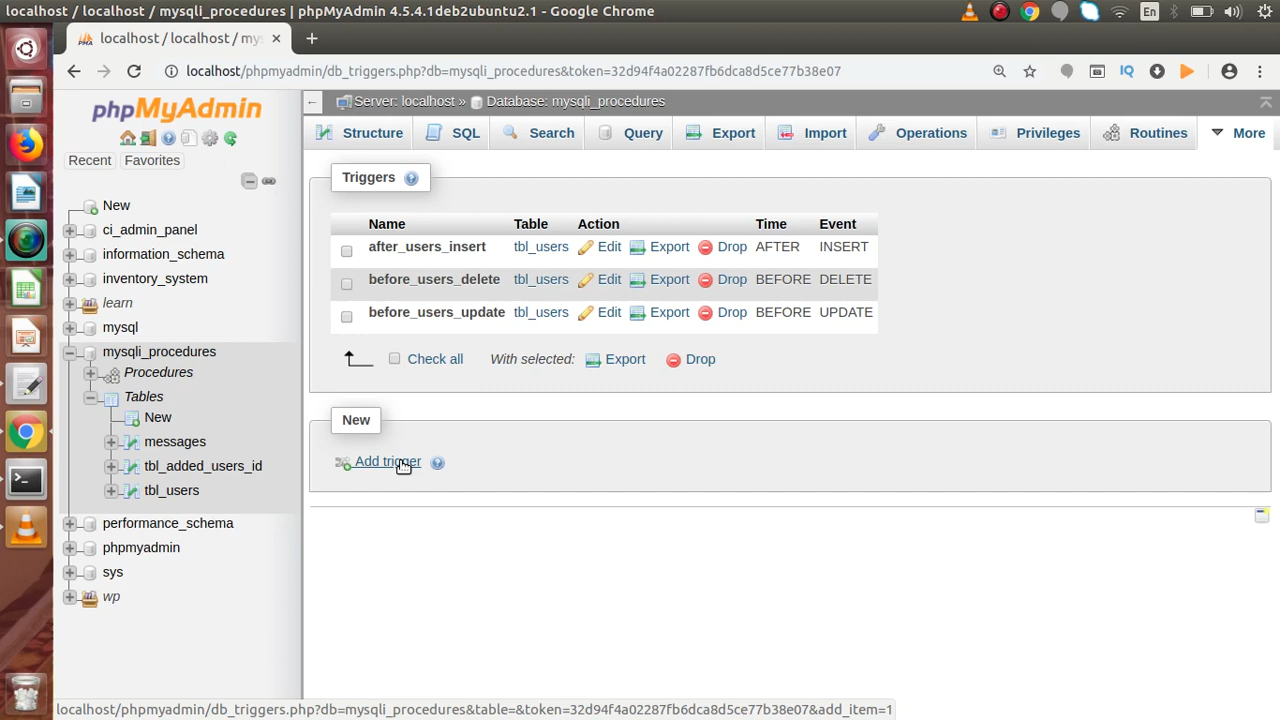 localhost / localhost / mysqli_procedures | phpMyAdmin 4.5.4.1deb2ubuntu2.1 - Google Chrome
En
localhost / localhost / my
localhost/phpmyadmin/db_triggers.php?db=mysqli_procedures&token=32d94f4a02287fb6dca8d5ce77b38e07
IQ
phpMyAdmin
Recent
Favorites
New
ci_admin_panel
information_schema
inventory_system
learn
mysql
mysqli_procedures
Procedures
Tables
New
messages
tbl_added_users_id
tbl_users
performance_schema
phpmyadmin
sys
wp
Server: localhost » Database: mysqli_procedures
Structure SQL Search Query Export Import Operations Privileges Routines More
Triggers
Name Table Action Time Event
after_users_insert tbl_users Edit Export Drop AFTER INSERT
before_users_delete tbl_users Edit Export Drop BEFORE DELETE
before_users_update tbl_users Edit Export Drop BEFORE UPDATE
Check all With selected: Export Drop
New
Add trigger
localhost/phpmyadmin/db_triggers.php?db=mysqli_procedures&table=&token=32d94f4a02287fb6dca8d5ce77b38e07&add_item=1